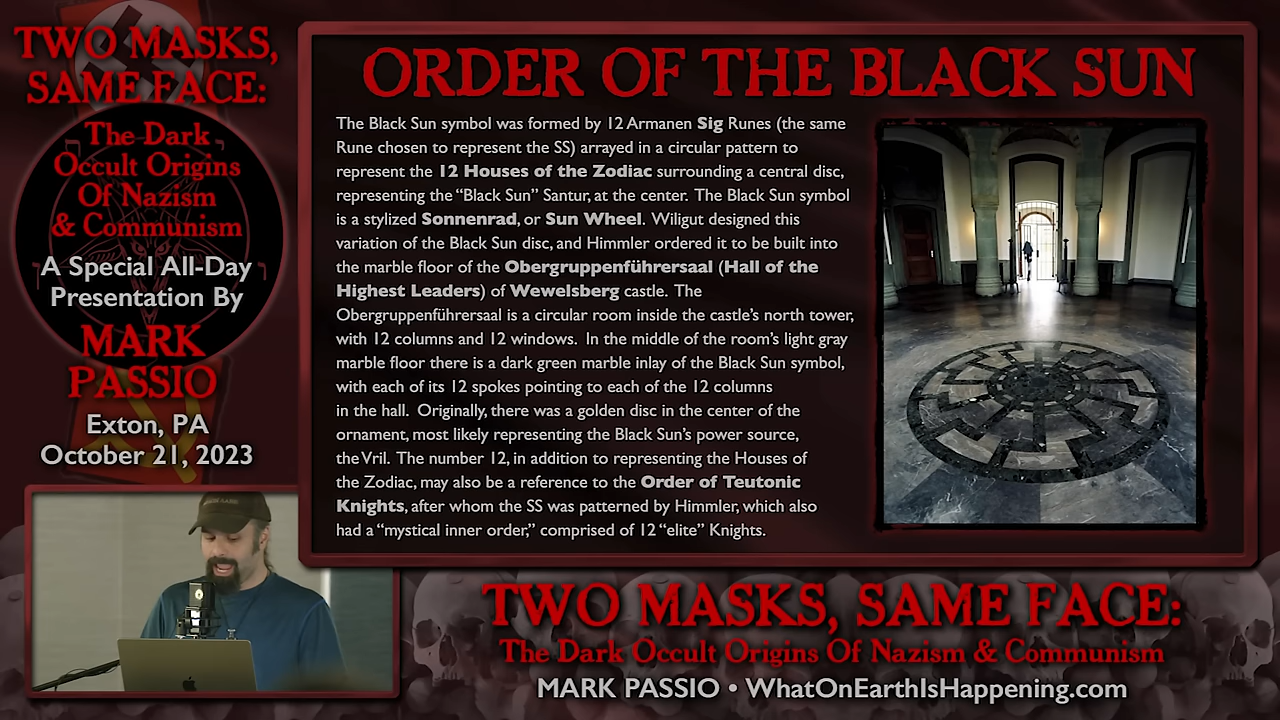 TWO MASKS,
SAME FACE:
The Dark
Occult Origins
Of Nazism
& Communism
A Special All-Day
Presentation By
MARK
PASSIO
Exton, PA
October 21, 2023
ORDER OF THE BLACK SUN
The Black Sun symbol was formed by 12 Armanen Sig Runes (the same
Rune chosen to represent the SS) arrayed in a circular pattern to
represent the 12 Houses of the Zodiac surrounding a central disc,
representing the “Black Sun” Santur, at the center. The Black Sun symbol
is a stylized Sonnenrad, or Sun Wheel. Wiligut designed this
variation of the Black Sun disc, and Himmler ordered it to be built into
the marble floor of the Obergruppenführersaal (Hall of the
Highest Leaders) of Wewelsberg castle. The
Obergruppenführersaal is a circular room inside the castle’s north tower,
with 12 columns and 12 windows. In the middle of the room’s light gray
marble floor there is a dark green marble inlay of the Black Sun symbol,
with each of its 12 spokes pointing to each of the 12 columns
in the hall. Originally, there was a golden disc in the center of the
ornament, most likely representing the Black Sun’s power source,
the Vril. The number 12, in addition to representing the Houses of
the Zodiac, may also be a reference to the Order of Teutonic
Knights, after whom the SS was patterned by Himmler, which also
had a “mystical inner order,” comprised of 12 “elite” Knights.
TWO MASKS, SAME FACE:
The Dark Occult Origins Of Nazism & Communism
MARK PASSIO • WhatOnEarthIsHappening.com